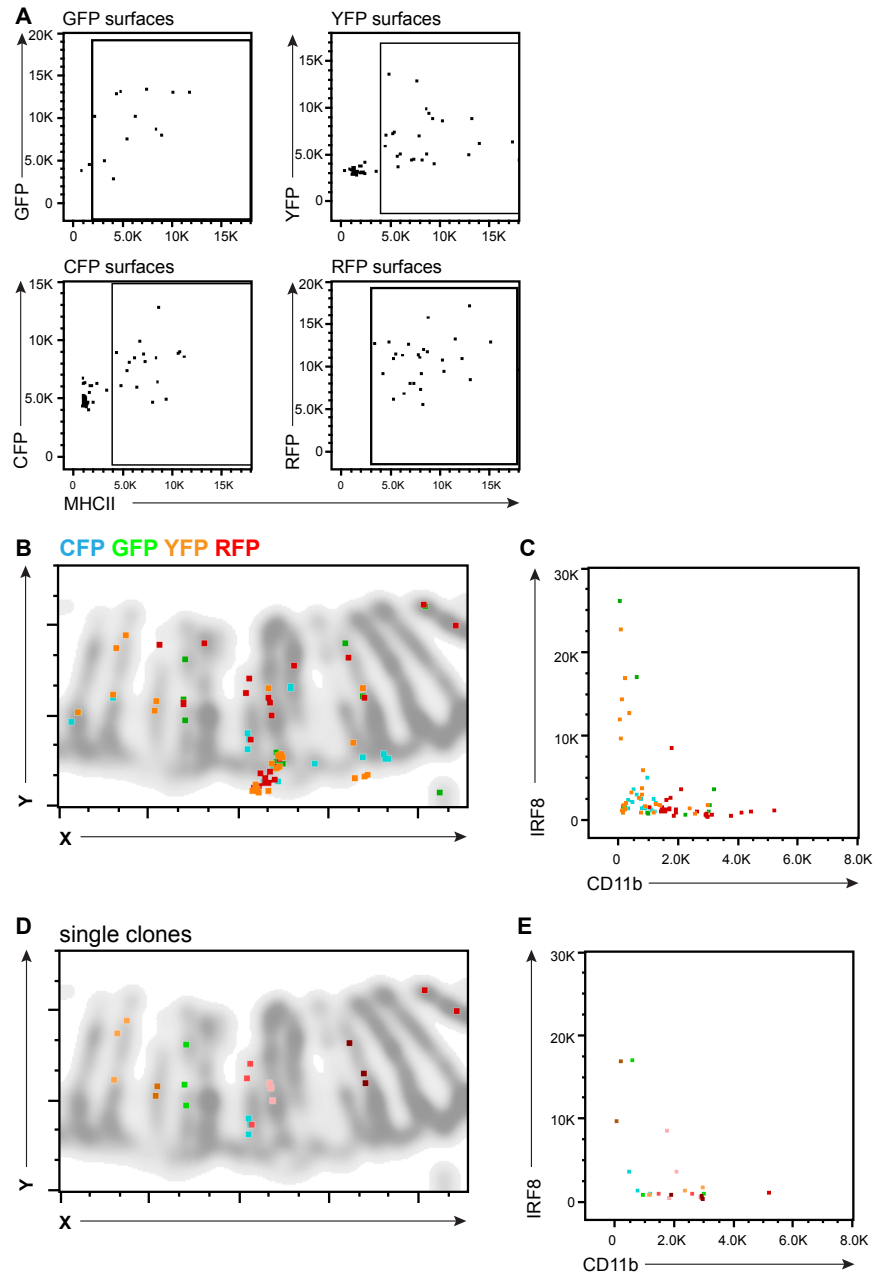 A
GFP surfaces
YFP surfaces
20K
15K
10K
5.0K
0
GFP
0
5.0K
10K
15K
15K
10K
5.0K
0
YFP
0
5.0K
10K
15K
CFP surfaces
RFP surfaces
15K
10K
5.0K
0
CFP
0
5.0K
10K
15K
20K
15K
10K
5.0K
0
RFP
0
5.0K
10K
15K
MHCII
B
CFP GFP YFP RFP
Y
X
C
30K
20K
10K
0
IRF8
0
2.0K
4.0K
6.0K
8.0K
CD11b
D
single clones
Y
X
E
30K
20K
10K
0
IRF8
0
2.0K
4.0K
6.0K
8.0K
CD11b